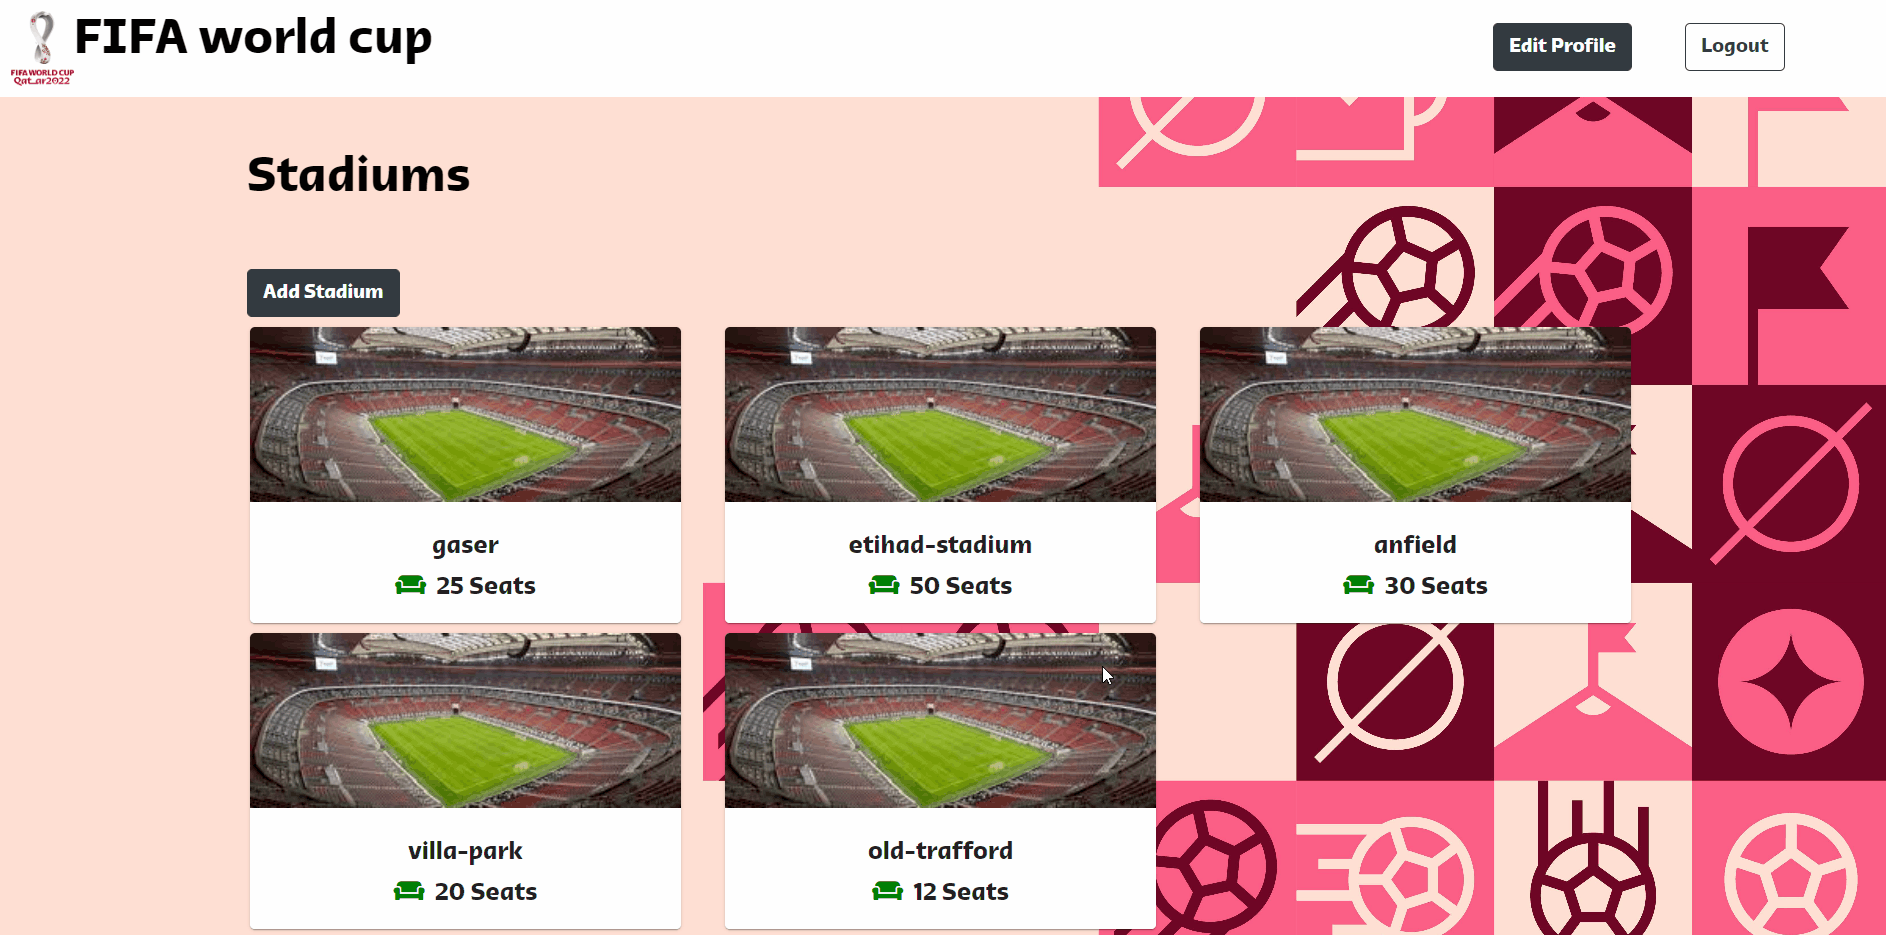 FIFA world cup
FIFA WORLD CUP
Qatar2022
Edit Profile
Logout
Stadiums
Add Stadium
gaser
25 Seats
etihad-stadium
50 Seats
anfield
30 Seats
villa-park
20 Seats
old-trafford
12 Seats